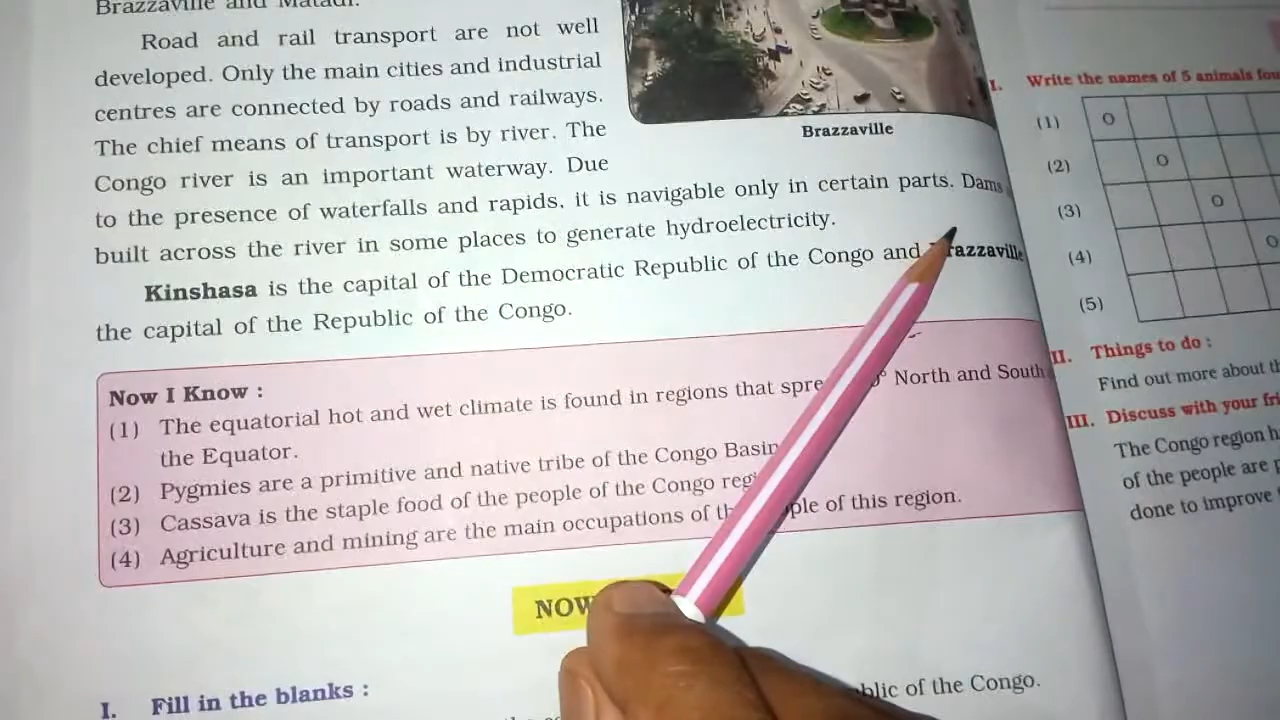 Brazzaville and Matadi.
Road and rail transport are not well
developed. Only the main cities and industrial
centres are connected by roads and railways.
The chief means of transport is by river. The
Congo river is an important waterway. Due
to the presence of waterfalls and rapids, it is navigable only in certain parts. Dams
built across the river in some places to generate hydroelectricity.
Kinshasa is the capital of the Democratic Republic of the Congo and Brazzaville
the capital of the Republic of the Congo.
Brazzaville
Now I Know :
(1) The equatorial hot and wet climate is found in regions that North and South
the Equator.
(2) Pygmies are a primitive and native tribe of the Congo Basin
(3) Cassava is the staple food of the people of the Congo
(4) Agriculture and mining are the main occupations of of this region.
NOW
I. Fill in the blanks :
of the Congo.
I. Write the names of 5 animals
(1) O
(2) O
(3) O
(4) O
(5)
II. Things to do :
Find out more about
III. Discuss with your
The Congo region
of the people are
done to improve